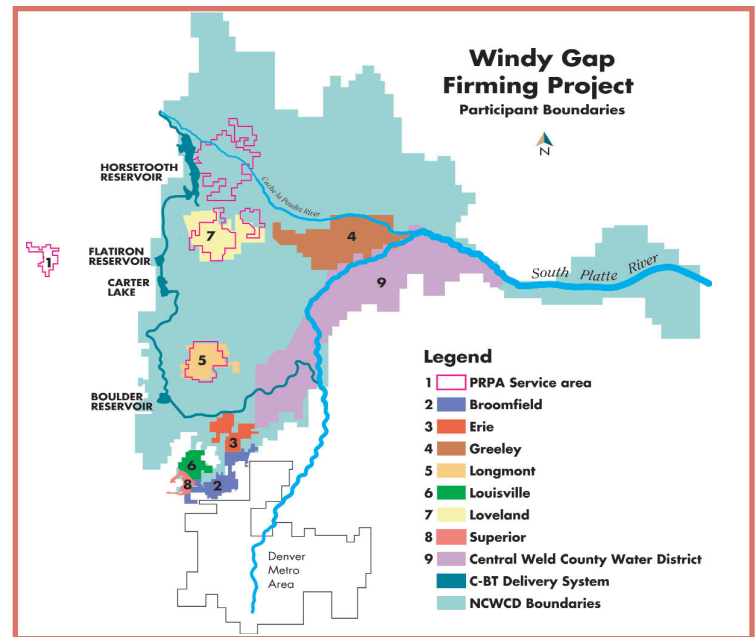 Windy Gap
Firming Project
Participant Boundaries
N
HORSETOOTH
RESERVOIR
Cache la Poudre River
7
4
1
FLATIRON
RESERVOIR
CARTER
LAKE
9
South Platte River
5
BOULDER
RESERVOIR
3
6
8
2
Denver
Metro
Area
Legend
1 PRPA Service area
2 Broomfield
3 Erie
4 Greeley
5 Longmont
6 Louisville
7 Loveland
8 Superior
9 Central Weld County Water District
C-BT Delivery System
NCWCD Boundaries